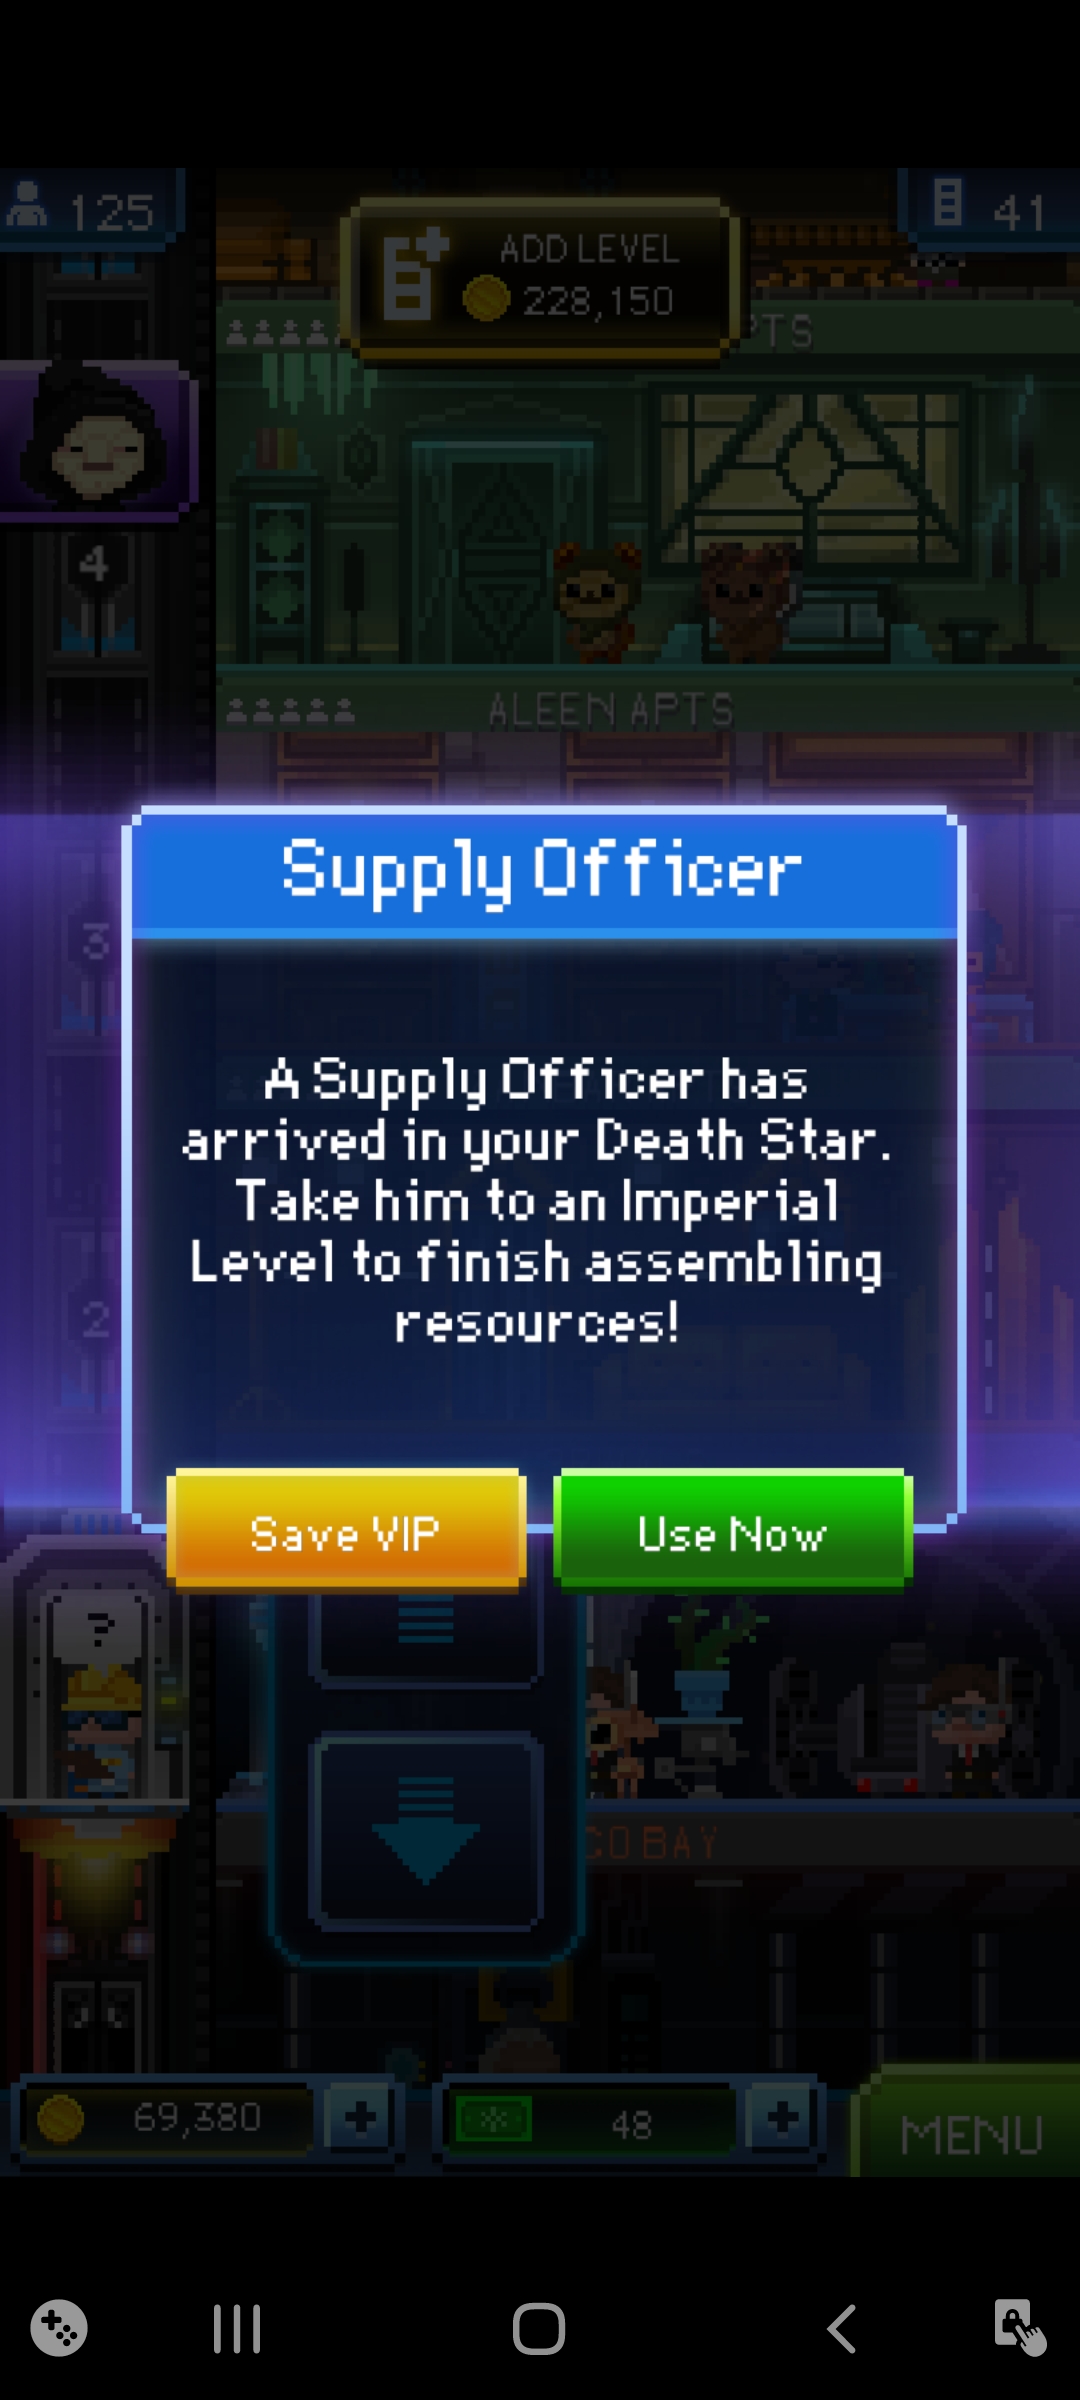 125
ADD LEVEL
228,150
41
PTS
4
ALEEN APTS
Supply Officer
3
A Supply Officer has
arrived in your Death Star.
Take him to an Imperial
Level to finish assembling
resources!
2
Save VIP
Use Now
?
CO BAY
69,380
48
MENU